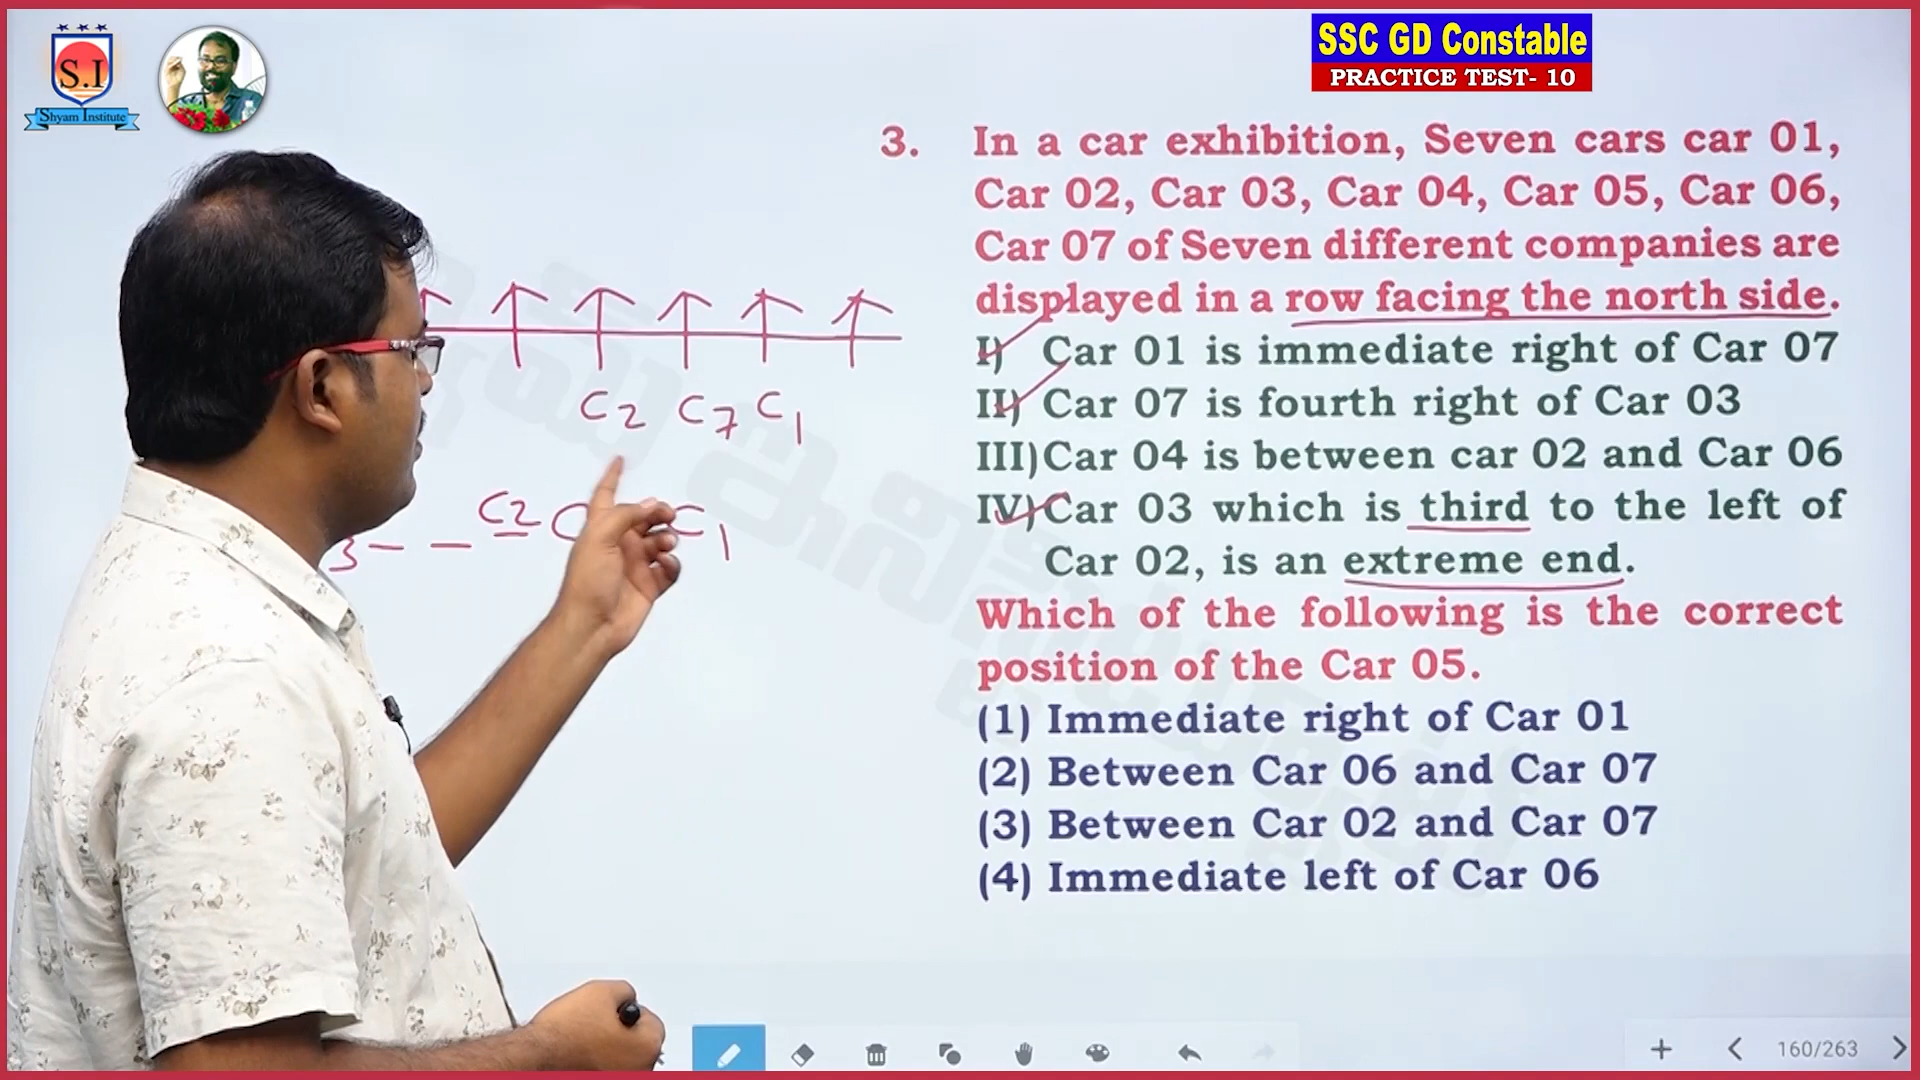 S.I
Shyam Institute
SSC GD Constable
PRACTICE TEST- 10
3. In a car exhibition, Seven cars car 01,
Car 02, Car 03, Car 04, Car 05, Car 06,
Car 07 of Seven different companies are
displayed in a row facing the north side.
I) Car 01 is immediate right of Car 07
II) Car 07 is fourth right of Car 03
III) Car 04 is between car 02 and Car 06
IV) Car 03 which is third to the left of
Car 02, is an extreme end.
Which of the following is the correct
position of the Car 05.
(1) Immediate right of Car 01
(2) Between Car 06 and Car 07
(3) Between Car 02 and Car 07
(4) Immediate left of Car 06
C2 C7 C1
3 – – C2 C1
160/263